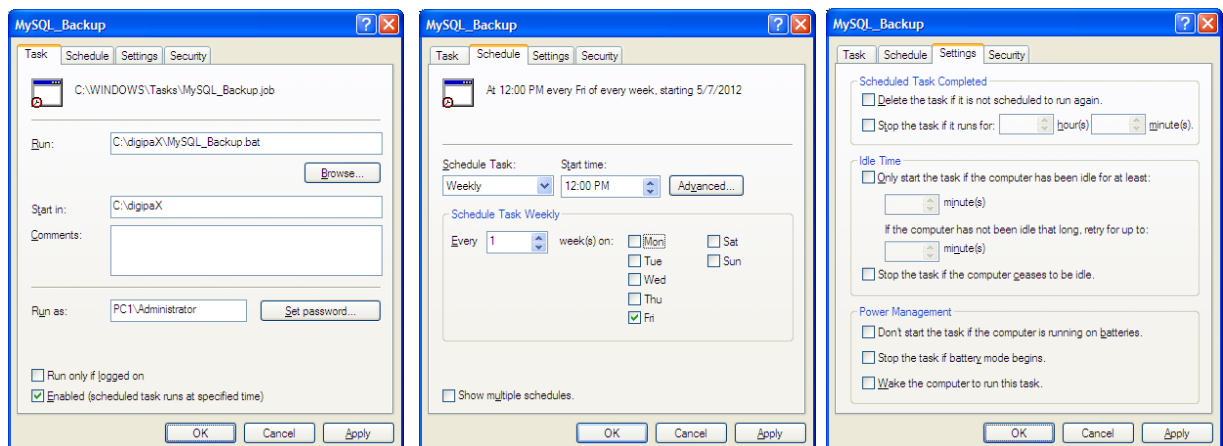 MySQL_Backup
Task Schedule Settings Security
C:\WINDOWS\Tasks\MySQL_Backup.job
Run: C:\digipaX\MySQL_Backup.bat
Browse...
Start in: C:\digipaX
Comments:
Run as: PC1\Administrator Set password...
Run only if logged on
Enabled (scheduled task runs at specified time)
OK Cancel Apply
MySQL_Backup
Task Schedule Settings Security
At 12:00 PM every Fri of every week, starting 5/7/2012
Schedule Task: Start time:
Weekly 12:00 PM Advanced...
Schedule Task Weekly
Every 1 week(s) on: Mon Sat
Tue Sun
Wed
Thu
Fri
Show multiple schedules.
OK Cancel Apply
MySQL_Backup
Task Schedule Settings Security
Scheduled Task Completed
Delete the task if it is not scheduled to run again.
Stop the task if it runs for: hour(s) minute(s).
Idle Time
Only start the task if the computer has been idle for at least:
minute(s)
If the computer has not been idle that long, retry for up to:
minute(s)
Stop the task if the computer ceases to be idle.
Power Management
Don't start the task if the computer is running on batteries.
Stop the task if battery mode begins.
Wake the computer to run this task.
OK Cancel Apply